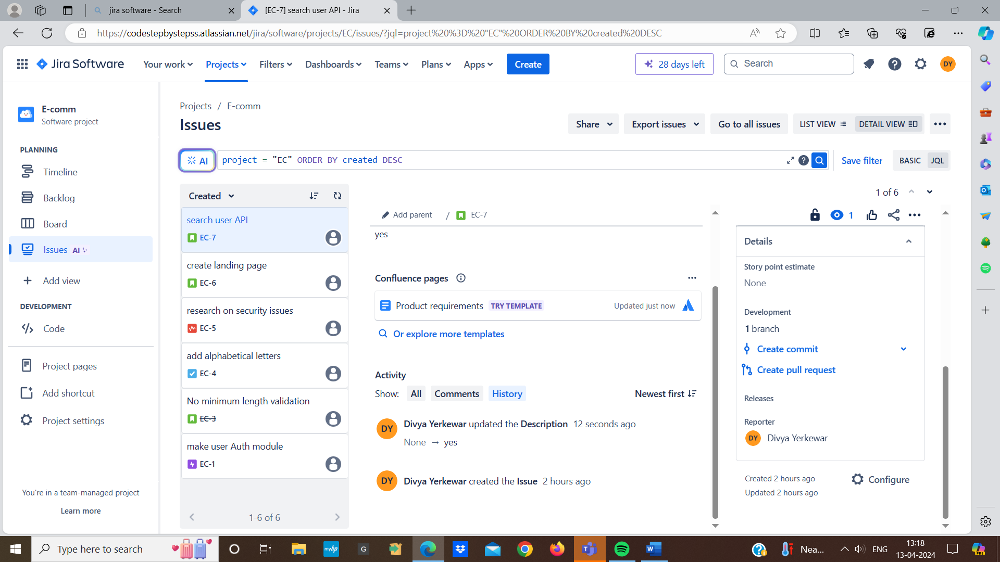 jira software - Search
[EC-7] search user API - Jira
https://codestepbystepss.atlassian.net/jira/software/projects/EC/issues/?jql=project%20%3D%20"EC"%20ORDER%20BY%20created%20DESC
Jira Software
Your work
Projects
Filters
Dashboards
Teams
Plans
Apps
Create
28 days left
Search
DY
E-comm
Software project
PLANNING
Timeline
Backlog
Board
Issues AI
Add view
DEVELOPMENT
Code
Project pages
Add shortcut
Project settings
You're in a team-managed project
Learn more
Projects / E-comm
Issues
Share
Export issues
Go to all issues
LIST VIEW
DETAIL VIEW
AI
project = "EC" ORDER BY created DESC
Save filter
BASIC
JQL
Created
search user API
EC-7
create landing page
EC-6
research on security issues
EC-5
add alphabetical letters
EC-4
No minimum length validation
EC-3
make user Auth module
EC-1
1-6 of 6
1 of 6
Add parent / EC-7
1
yes
Confluence pages
Product requirements TRY TEMPLATE Updated just now
Or explore more templates
Activity
Show: All Comments History Newest first
DY Divya Yerkewar updated the Description 12 seconds ago
None → yes
DY Divya Yerkewar created the Issue 2 hours ago
Details
Story point estimate
None
Development
1 branch
Create commit
Create pull request
Releases
Reporter
DY Divya Yerkewar
Created 2 hours ago
Updated 2 hours ago
Configure
Type here to search
myhp
G
W
Nea...
ENG
13:18
13-04-2024
PRE